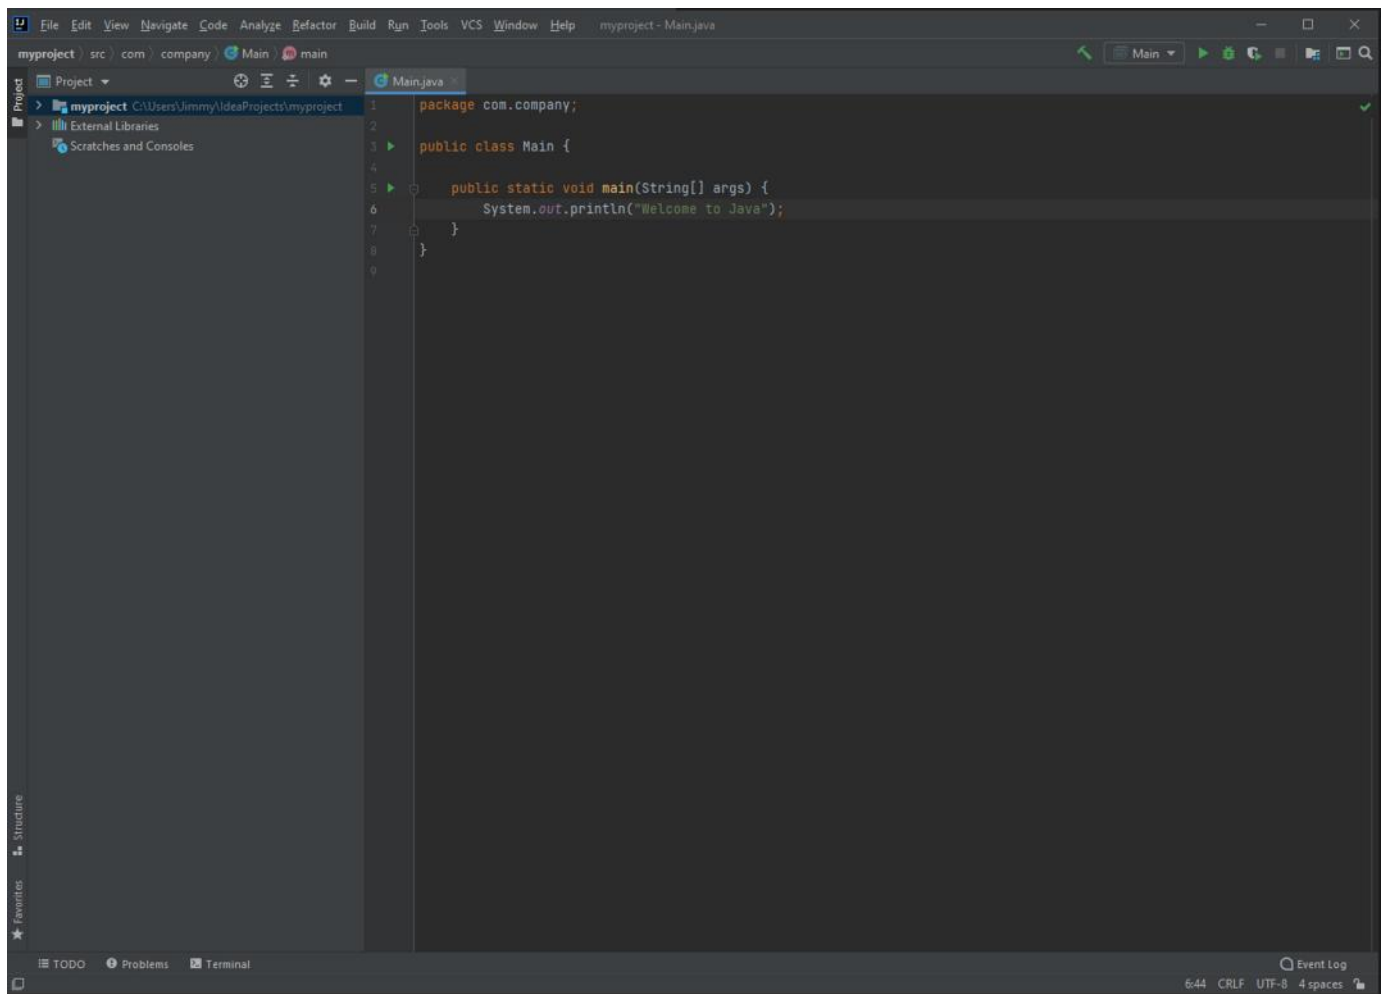 File Edit View Navigate Code Analyze Refactor Build Run Tools VCS Window Help myproject - Main.java
myproject src com company Main main
Main
Project
Project
Main.java
myproject C:\Users\Jimmy\IdeaProjects\myproject
External Libraries
Scratches and Consoles
1 package com.company;
2
3 public class Main {
4
5 public static void main(String[] args) {
6 System.out.println("Welcome to Java");
7 }
8 }
9
Structure
Favorites
TODO Problems Terminal
Event Log
6:44 CRLF UTF-8 4 spaces